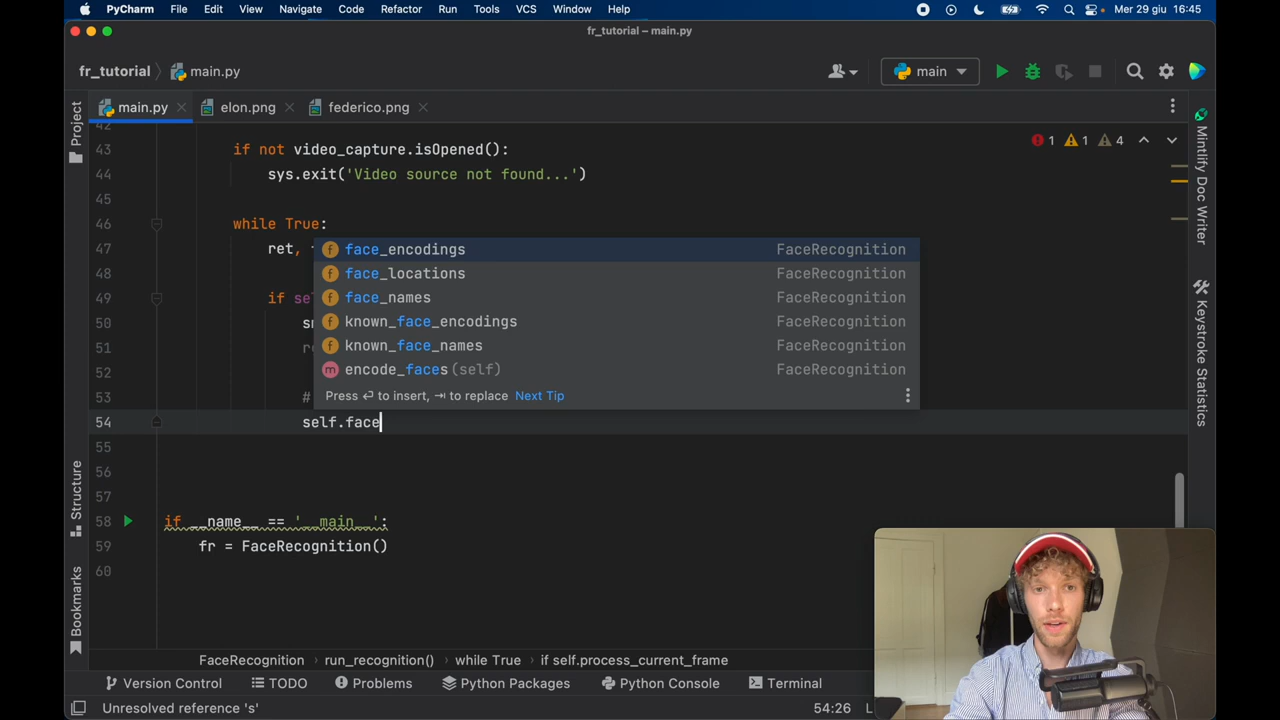 PyCharm File Edit View Navigate Code Refactor Run Tools VCS Window Help Mer 29 giu 16:45
fr_tutorial – main.py
fr_tutorial main.py main
main.py elon.png federico.png
Project
Structure
Bookmarks
Mintlify Doc Writer
Keystroke Statistics
1 1 4
42
43 if not video_capture.isOpened():
44 sys.exit('Video source not found...')
45
46 while True:
47 ret,
48
49 if se
50
51
52
53 #
54 self.face
55
56
57
58 if __name__ == '__main__':
59 fr = FaceRecognition()
60
face_encodings FaceRecognition
face_locations FaceRecognition
face_names FaceRecognition
known_face_encodings FaceRecognition
known_face_names FaceRecognition
encode_faces(self) FaceRecognition
Press ⏎ to insert, ⇥ to replace Next Tip
FaceRecognition › run_recognition() › while True › if self.process_current_frame
Version Control TODO Problems Python Packages Python Console Terminal
Unresolved reference 's' 54:26